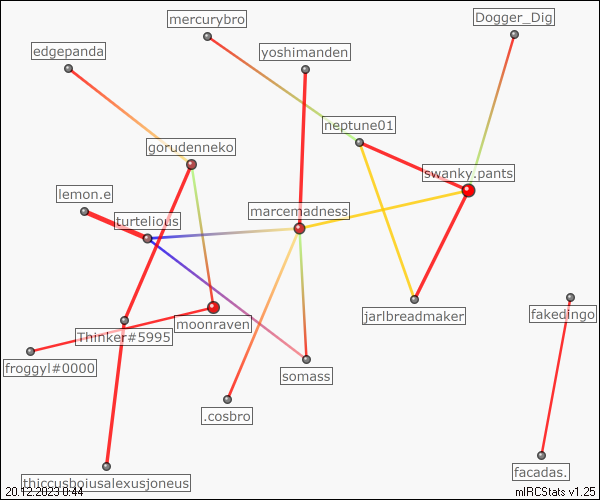 mercurybro
Dogger_Dig
edgepanda
yoshimanden
neptune01
gorudenneko
swanky.pants
lemon.e
turtelious
marcemadness
jarlbreadmaker
fakedingo
moonraven
Thinker#5995
froggyl#0000
somass
.cosbro
facadas.
thiccusboiusalexusjoneus
20.12.2023 0:44
mIRCStats v1.25